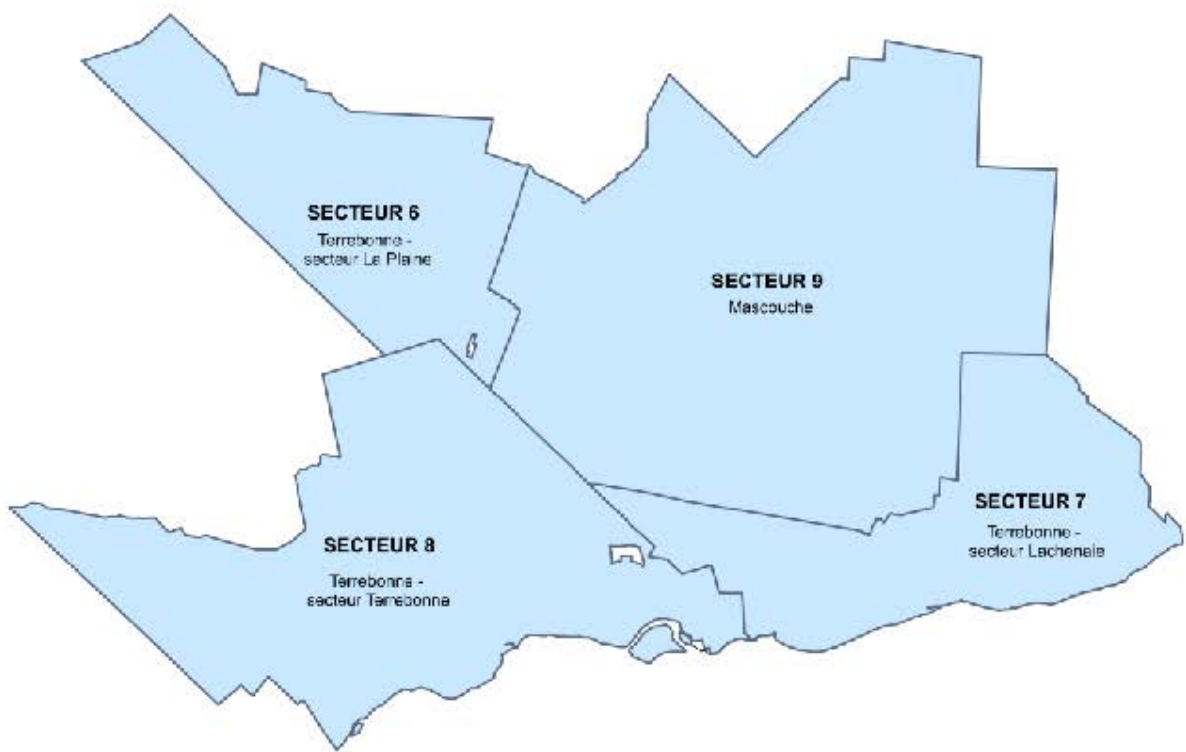 SECTEUR 6
Terrebonne -
secteur La Plaine
SECTEUR 9
Mascouche
SECTEUR 7
Terrebonne -
secteur Lachenaie
SECTEUR 8
Terrebonne -
secteur Terrebonne